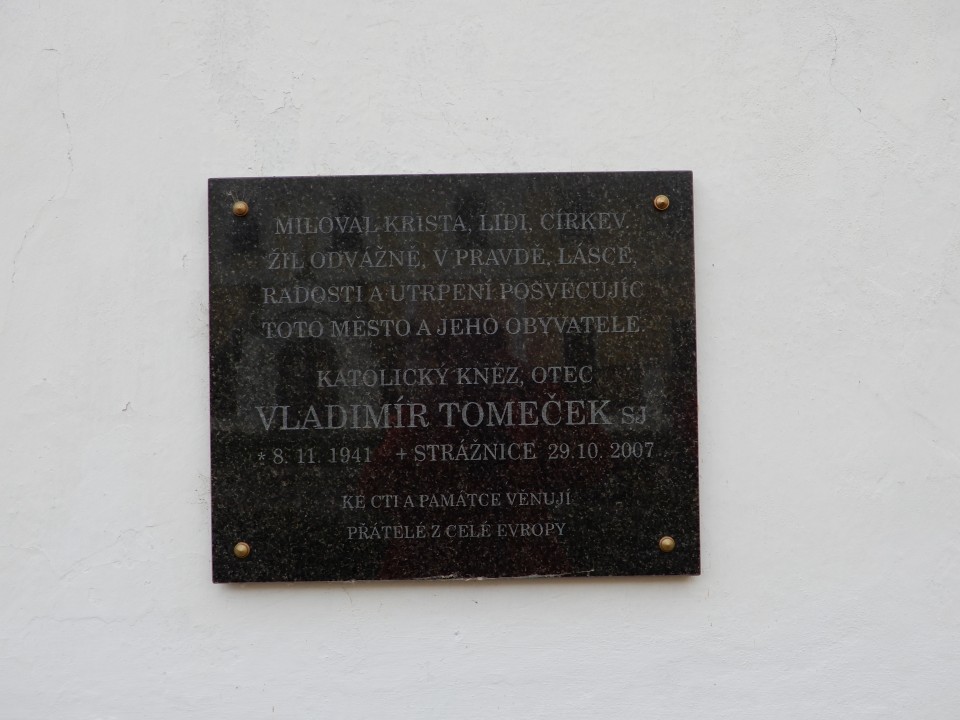 MILOVAL KRISTA, LIDI, CÍRKEV.
ŽIL ODVÁŽNĚ, V PRAVDĚ, LÁSCE,
RADOSTI A UTRPENÍ POSVĚCUJÍC
TOTO MĚSTO A JEHO OBYVATELE.
KATOLICKÝ KNĚZ, OTEC
VLADIMÍR TOMEČEK SJ
* 8. 11. 1941 + STRÁŽNICE 29. 10. 2007
KE CTI A PAMÁTCE VĚNUJÍ
PŘÁTELÉ Z CELÉ EVROPY